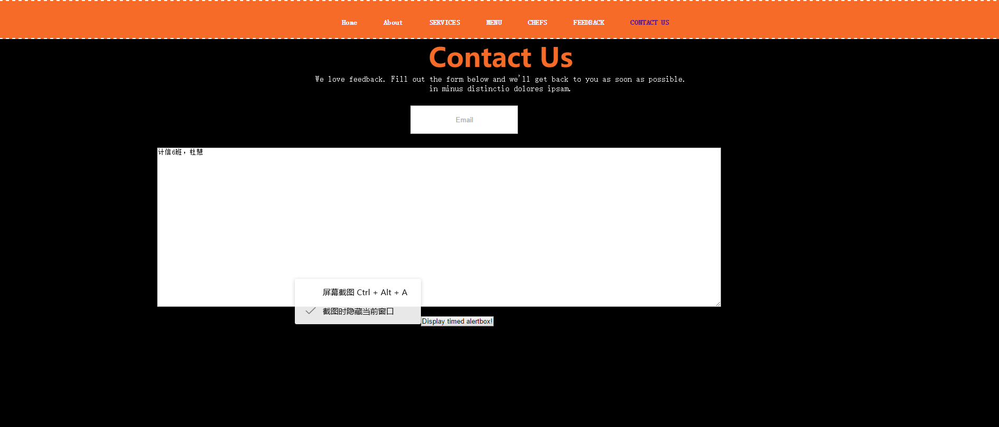 Home About SERVICES MENU CHEFS FEEDBACK CONTACT US
Contact Us
We love feedback. Fill out the form below and we'll get back to you as soon as possible.
in minus distinctio dolores ipsam.
Email
计信6班，杜慧
屏幕截图 Ctrl + Alt + A
截图时隐藏当前窗口
Display timed alertbox!